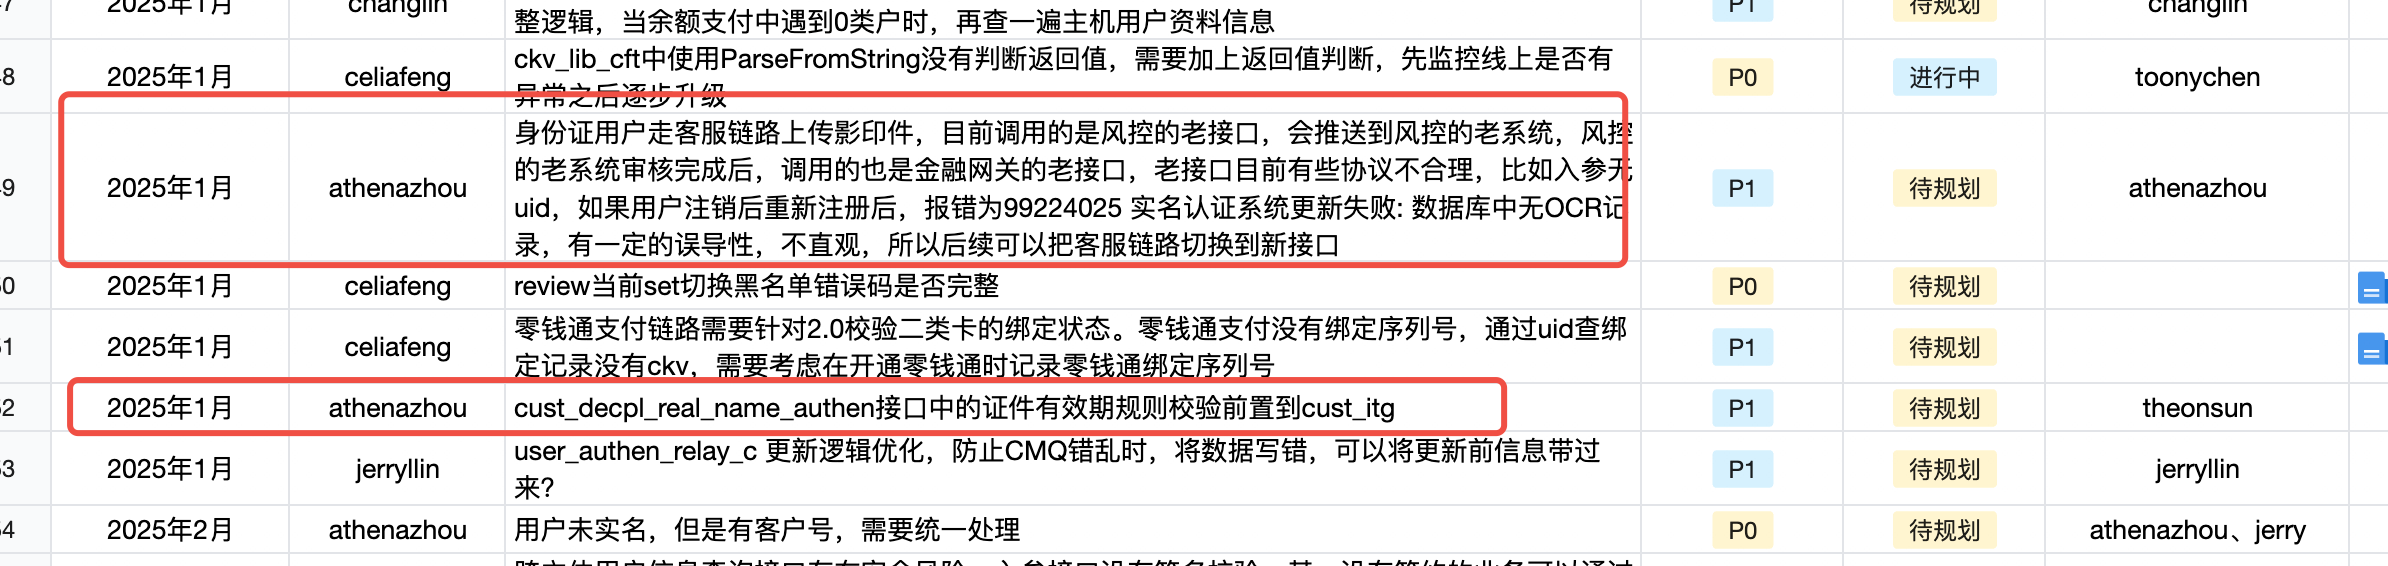 2025年1月 changlin 整逻辑，当余额支付中遇到0类户时，再查一遍主机用户资料信息 P1 待规划 changlin
48 2025年1月 celiafeng ckv_lib_cft中使用ParseFromString没有判断返回值，需要加上返回值判断，先监控线上是否有 P0 进行中 toonychen
异常之后逐步升级
身份证用户走客服链路上传影印件，目前调用的是风控的老接口，会推送到风控的老系统，风控
的老系统审核完成后，调用的也是金融网关的老接口，老接口目前有些协议不合理，比如入参无
49 2025年1月 athenazhou uid，如果用户注销后重新注册后，报错为99224025 实名认证系统更新失败: 数据库中无OCR记 P1 待规划 athenazhou
录，有一定的误导性，不直观，所以后续可以把客服链路切换到新接口
50 2025年1月 celiafeng review当前set切换黑名单错误码是否完整 P0 待规划
51 2025年1月 celiafeng 零钱通支付链路需要针对2.0校验二类卡的绑定状态。零钱通支付没有绑定序列号，通过uid查绑 P1 待规划
定记录没有ckv，需要考虑在开通零钱通时记录零钱通绑定序列号
52 2025年1月 athenazhou cust_decpl_real_name_authen接口中的证件有效期规则校验前置到cust_itg P1 待规划 theonsun
53 2025年1月 jerryllin user_authen_relay_c 更新逻辑优化，防止CMQ错乱时，将数据写错，可以将更新前信息带过 P1 待规划 jerryllin
来?
54 2025年2月 athenazhou 用户未实名，但是有客户号，需要统一处理 P0 待规划 athenazhou、jerry